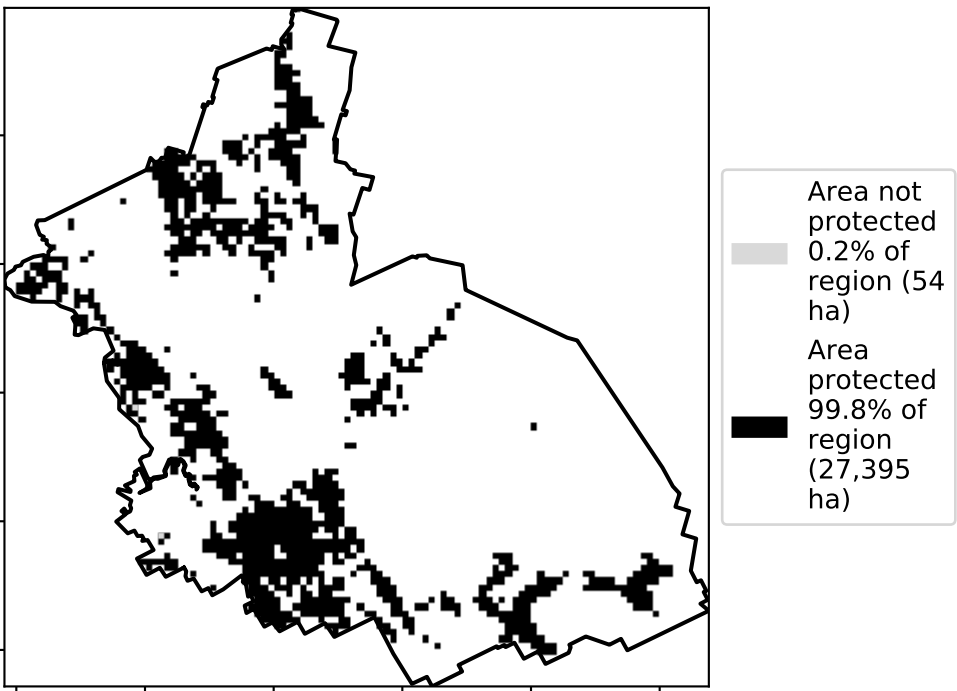 Area not
protected
0.2% of
region (54
ha)
Area
protected
99.8% of
region
(27,395
ha)